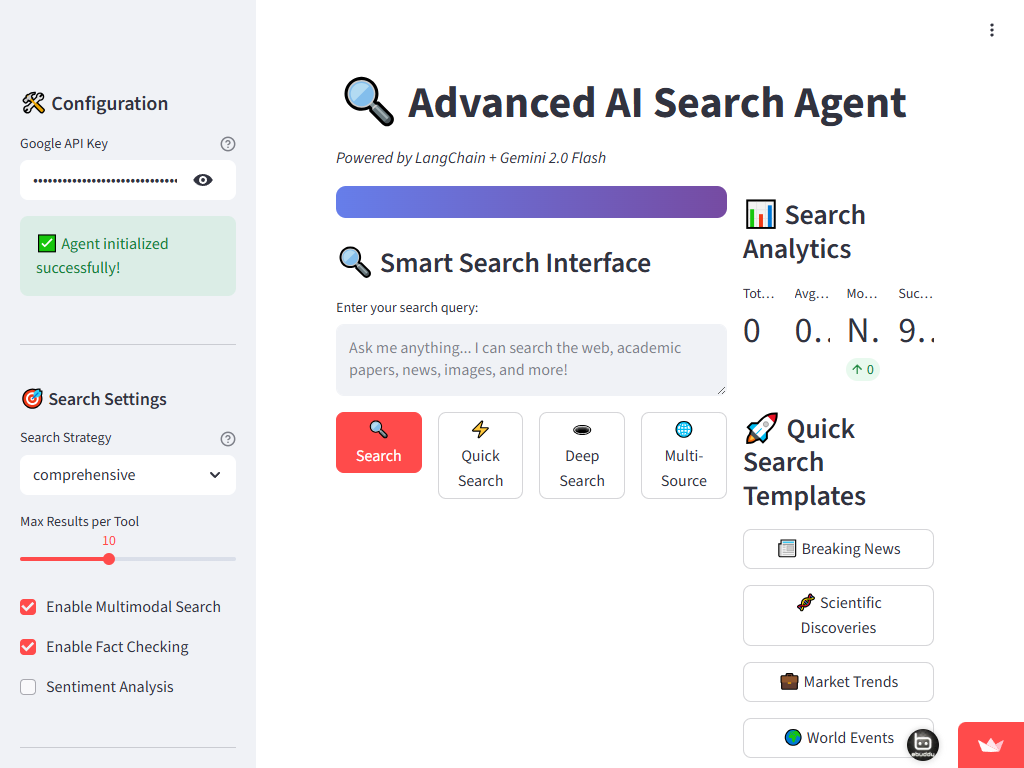 Configuration
Google API Key
Agent initialized
successfully!
Search Settings
Search Strategy
comprehensive
Max Results per Tool
10
Enable Multimodal Search
Enable Fact Checking
Sentiment Analysis
Advanced AI Search Agent
Powered by LangChain + Gemini 2.0 Flash
Smart Search Interface
Enter your search query:
Ask me anything... I can search the web, academic
papers, news, images, and more!
Search
Quick
Search
Deep
Search
Multi-
Source
Search
Analytics
Tot… Avg… Mo… Suc…
0 0.. N. 9..
↑ 0
Quick
Search
Templates
Breaking News
Scientific
Discoveries
Market Trends
World Events